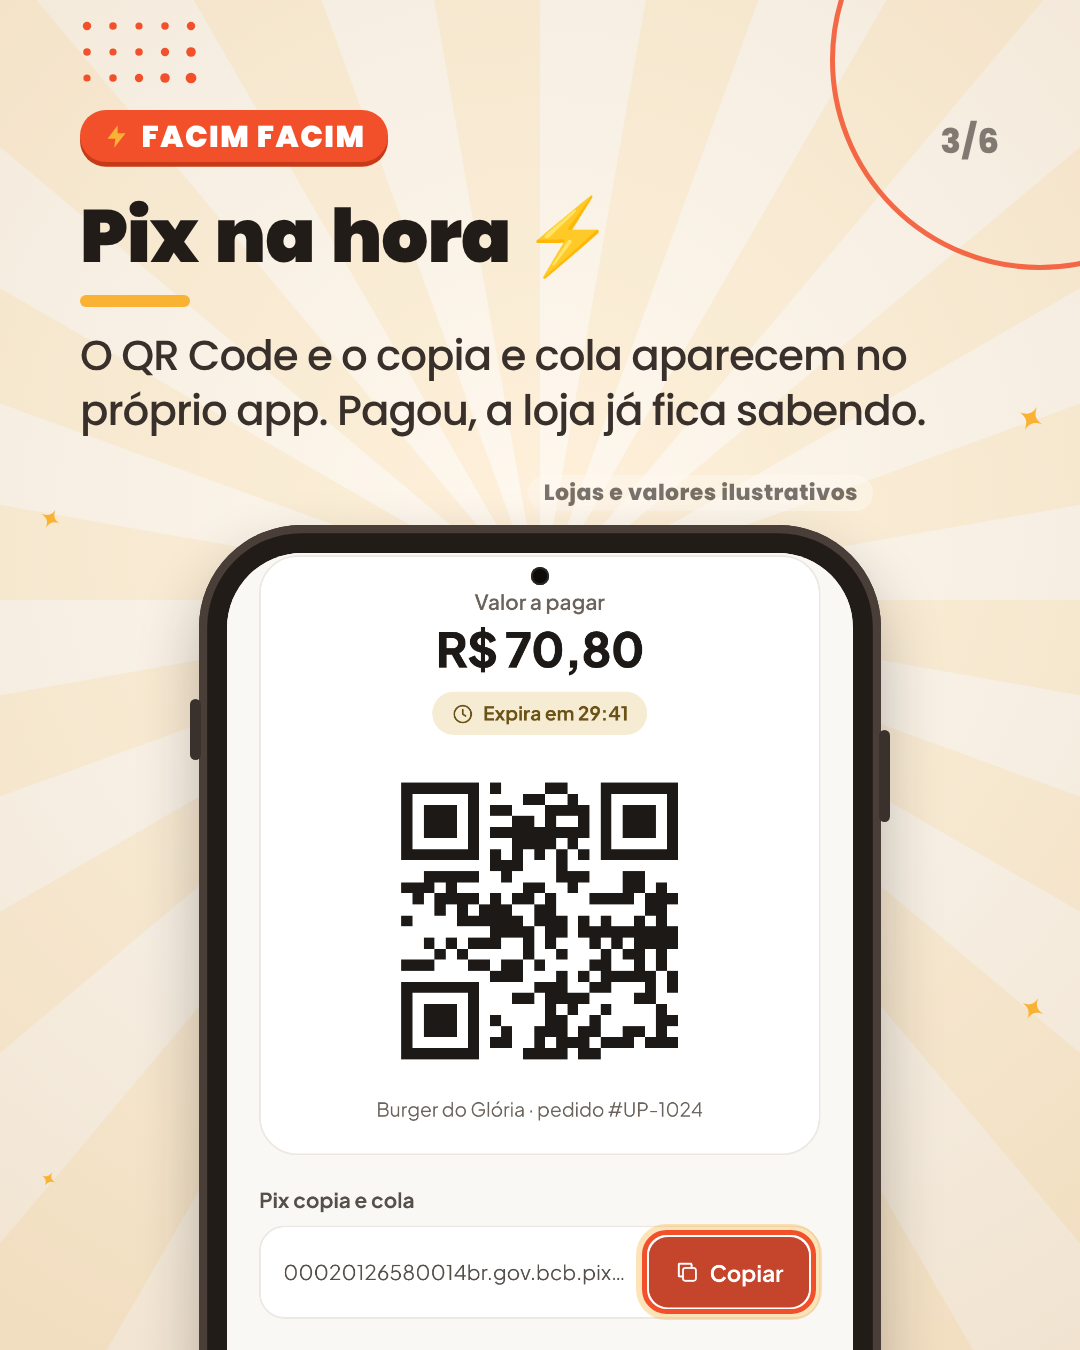 FACIM FACIM
3/6
Pix na hora ⚡
O QR Code e o copia e cola aparecem no
próprio app. Pagou, a loja já fica sabendo.
Lojas e valores ilustrativos
Valor a pagar
R$ 70,80
Expira em 29:41
Burger do Glória · pedido #UP-1024
Pix copia e cola
00020126580014br.gov.bcb.pix...
Copiar